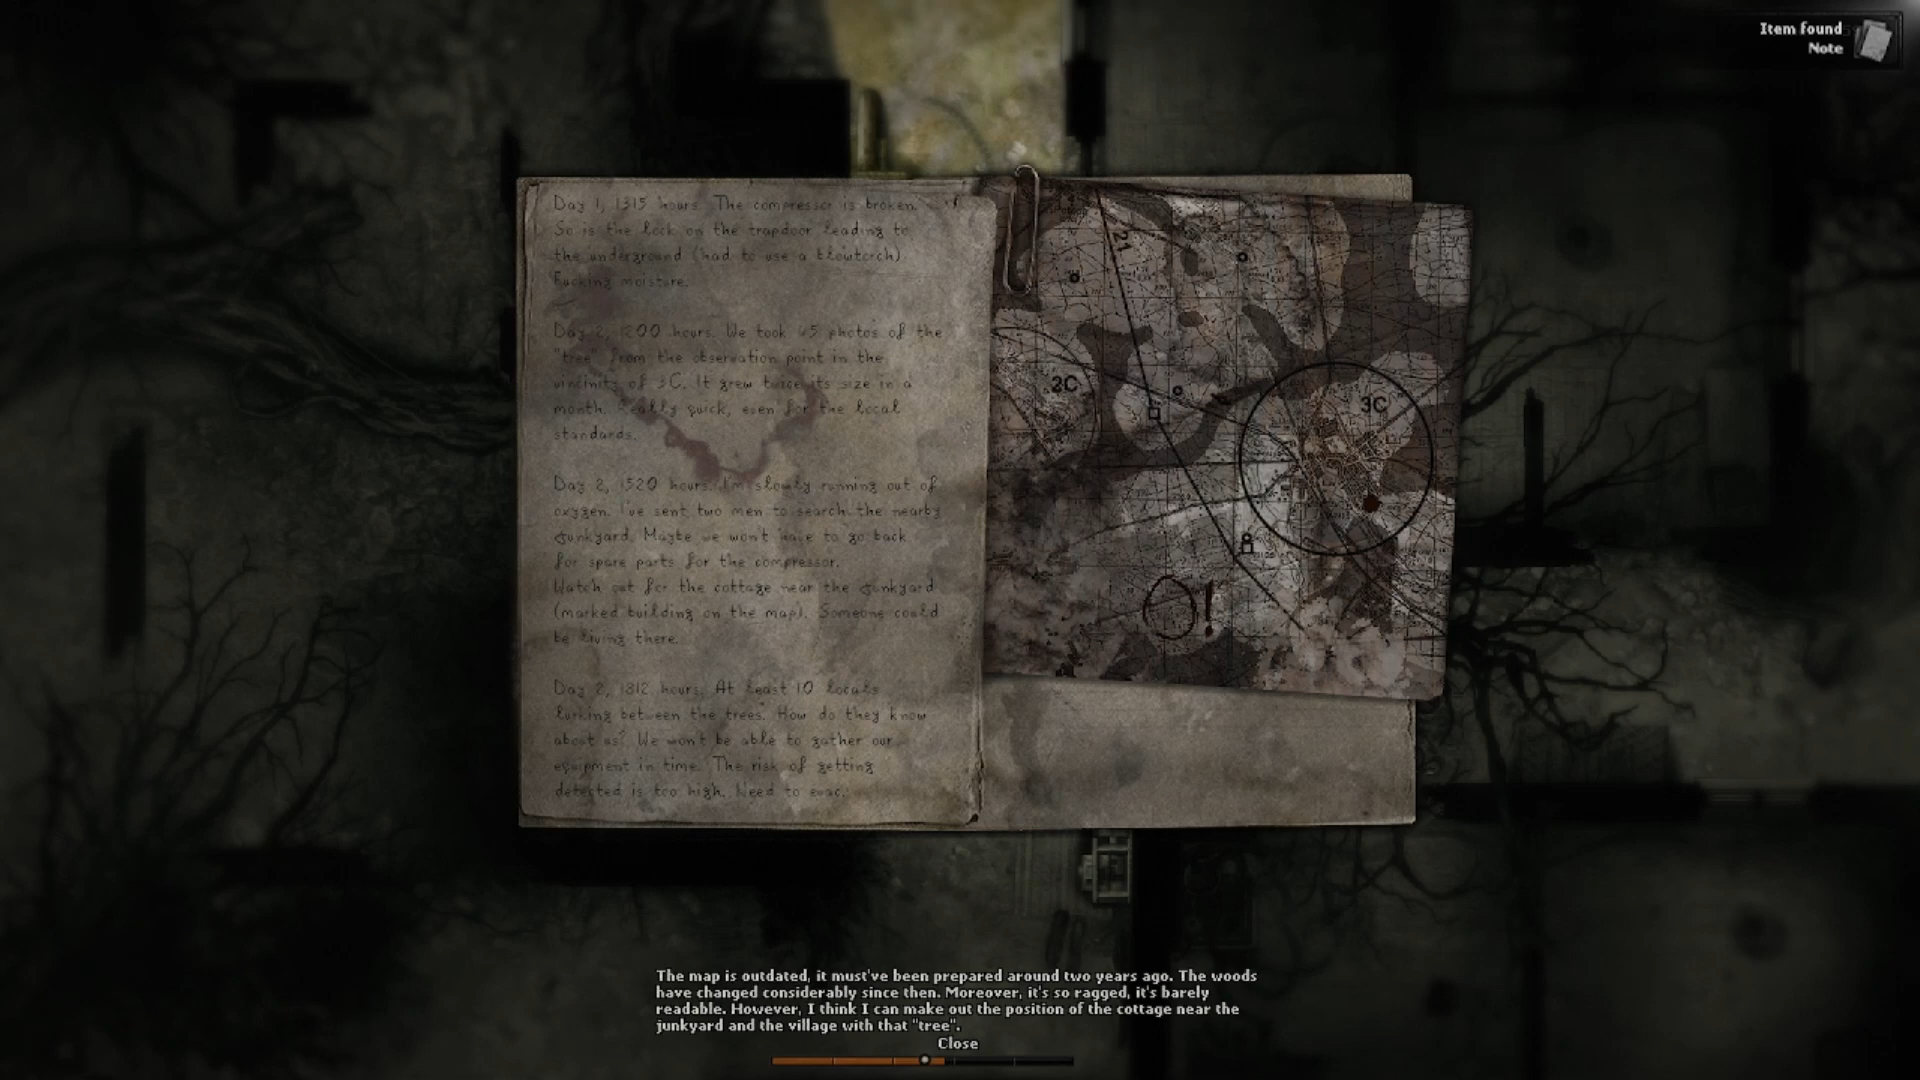 Item found
Note
Day 1, 1315 hours. The compressor is broken.
So is the lock on the trapdoor leading to
the underground (had to use a blowtorch)
Fucking moisture.
Day 2, 1200 hours. We took 45 photos of the
"tree" from the observation point in the
vincinity of 3C. It grew twice its size in a
month. Really quick, even for the local
standards.
Day 2, 1520 hours. I'm slowly running out of
oxygen. I've sent two men to search the nearby
junkyard. Maybe we won't have to go back
for spare parts for the compressor.
Watch out for the cottage near the junkyard
(marked building on the map). Someone could
be living there.
Day 2, 1812 hours. At least 10 locals
lurking between the trees. How do they know
about us? We won't be able to gather our
equipment in time. The risk of getting
detected is too high. Need to evac.
21
2C
3C
!
The map is outdated, it must've been prepared around two years ago. The woods
have changed considerably since then. Moreover, it's so ragged, it's barely
readable. However, I think I can make out the position of the cottage near the
junkyard and the village with that "tree".
Close